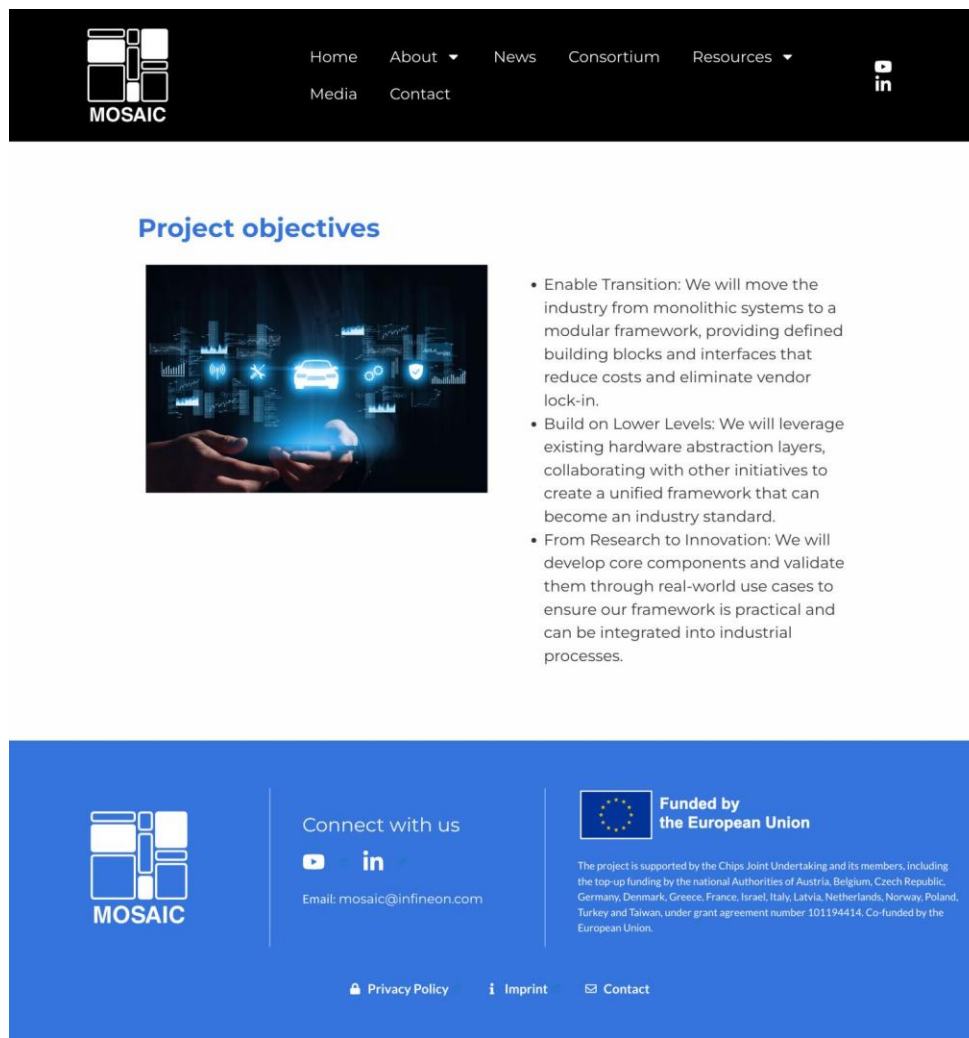 MOSAIC
Home About News Consortium Resources
Media Contact
in
Project objectives
• Enable Transition: We will move the
industry from monolithic systems to a
modular framework, providing defined
building blocks and interfaces that
reduce costs and eliminate vendor
lock-in.
• Build on Lower Levels: We will leverage
existing hardware abstraction layers,
collaborating with other initiatives to
create a unified framework that can
become an industry standard.
• From Research to Innovation: We will
develop core components and validate
them through real-world use cases to
ensure our framework is practical and
can be integrated into industrial
processes.
MOSAIC
Connect with us
in
Email: mosaic@infineon.com
Funded by
the European Union
The project is supported by the Chips Joint Undertaking and its members, including
the top-up funding by the national Authorities of Austria, Belgium, Czech Republic,
Germany, Denmark, Greece, France, Israel, Italy, Latvia, Netherlands, Norway, Poland,
Turkey and Taiwan, under grant agreement number 101194414. Co-funded by the
European Union.
Privacy Policy Imprint Contact